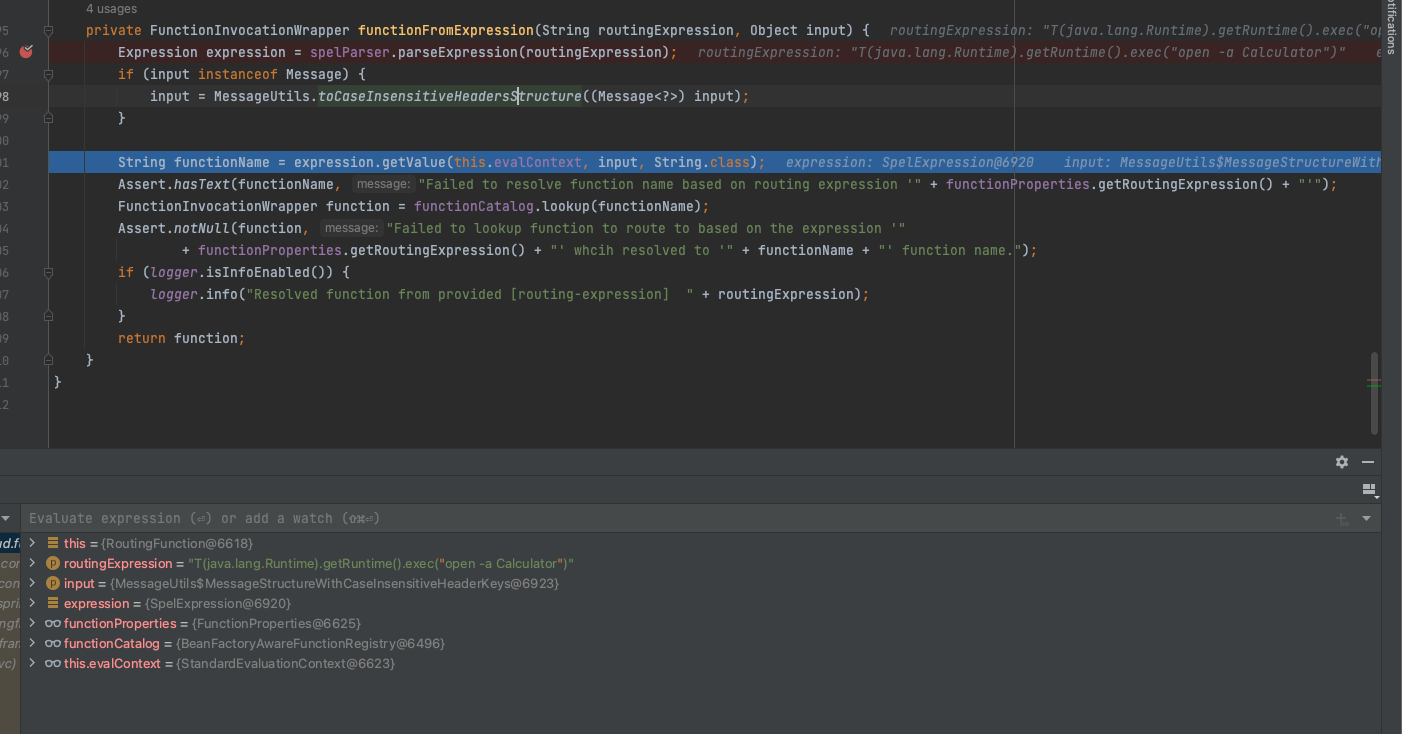 4 usages
95 private FunctionInvocationWrapper functionFromExpression(String routingExpression, Object input) { routingExpression: "T(java.lang.Runtime).getRuntime().exec("op
96 Expression expression = spelParser.parseExpression(routingExpression); routingExpression: "T(java.lang.Runtime).getRuntime().exec("open -a Calculator")" e
97 if (input instanceof Message) {
98 input = MessageUtils.toCaseInsensitiveHeadersStructure((Message<?>) input);
99 }
00
01 String functionName = expression.getValue(this.evalContext, input, String.class); expression: SpelExpression@6920 input: MessageUtils$MessageStructureWith
02 Assert.hasText(functionName, message: "Failed to resolve function name based on routing expression '" + functionProperties.getRoutingExpression() + "'");
03 FunctionInvocationWrapper function = functionCatalog.lookup(functionName);
04 Assert.notNull(function, message: "Failed to lookup function to route to based on the expression '"
05 + functionProperties.getRoutingExpression() + "' whcih resolved to '" + functionName + "' function name.");
06 if (logger.isInfoEnabled()) {
07 logger.info("Resolved function from provided [routing-expression]  " + routingExpression);
08 }
09 return function;
10 }
11 }
12
otifications
Evaluate expression (⏎) or add a watch (⇧⌘⏎)
this = {RoutingFunction@6618}
routingExpression = "T(java.lang.Runtime).getRuntime().exec("open -a Calculator")"
input = {MessageUtils$MessageStructureWithCaseInsensitiveHeaderKeys@6923}
expression = {SpelExpression@6920}
functionProperties = {FunctionProperties@6625}
functionCatalog = {BeanFactoryAwareFunctionRegistry@6496}
this.evalContext = {StandardEvaluationContext@6623}